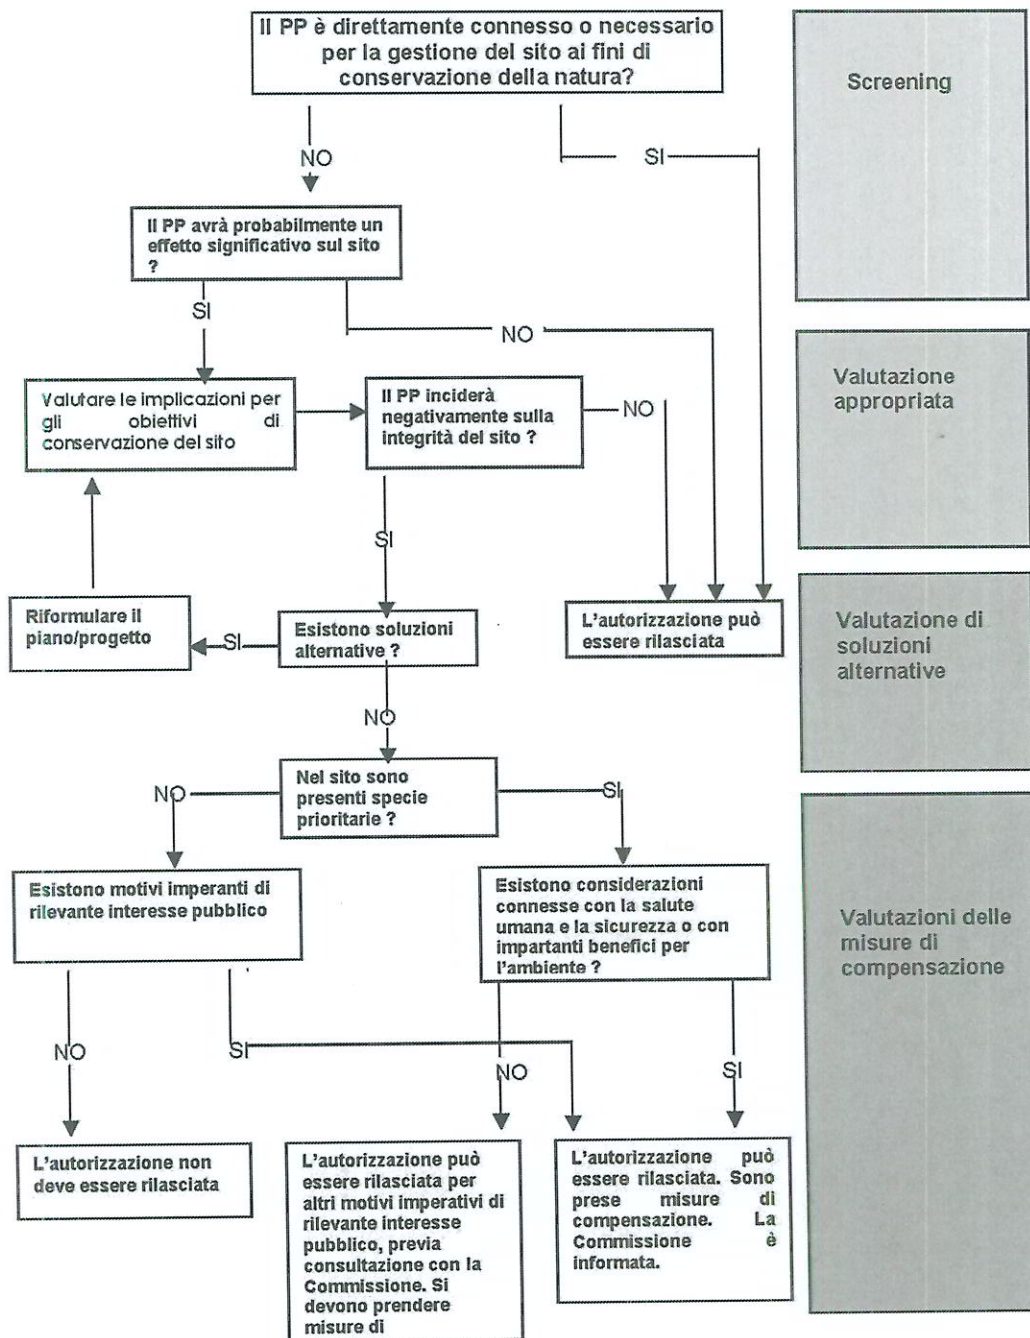 Il PP è direttamente connesso o necessario
per la gestione del sito ai fini di
conservazione della natura?
Screening
NO
SI
Il PP avrà probabilmente un
effetto significativo sul sito
?
SI
NO
Valutazione
appropriata
Valutare le implicazioni per
gli obiettivi di
conservazione del sito
Il PP inciderà
negativamente sulla
integrità del sito ?
NO
SI
Riformulare il
piano/progetto
SI
Esistono soluzioni
alternative ?
L'autorizzazione può
essere rilasciata
Valutazione di
soluzioni
alternative
NO
Nel sito sono
presenti specie
prioritarie ?
NO
SI
Esistono motivi imperanti di
rilevante interesse pubblico
Esistono considerazioni
connesse con la salute
umana e la sicurezza o con
impartanti benefici per
l'ambiente ?
Valutazioni delle
misure di
compensazione
NO
SI
NO
SI
L'autorizzazione non
deve essere rilasciata
L'autorizzazione può
essere rilasciata per
altri motivi imperativi di
rilevante interesse
pubblico, previa
consultazione con la
Commissione. Si
devono prendere
misure di
L'autorizzazione può
essere rilasciata. Sono
prese misure di
compensazione. La
Commissione è
informata.